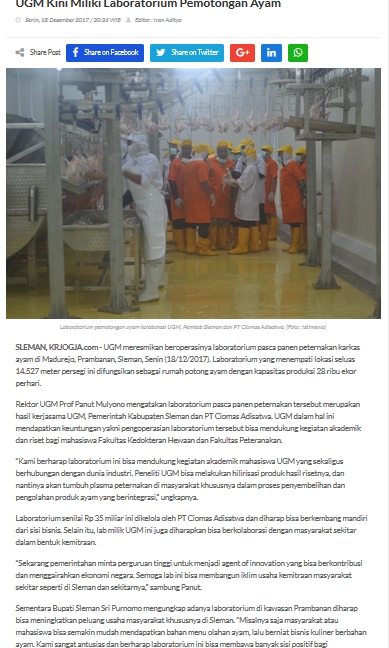 UGM Kini Miliki Laboratorium Pemotongan Ayam
Senin, 18 Desember 2017 / 20:26 WIB Editor : Ivan Aditya
Share Post Share on Facebook Share on Twitter G+ in
Laboratorium pemotongan ayam kolaborasi UGM, Pemkab Sleman dan PT Ciomas Adisatwa. (Foto : Istimewa)
SLEMAN, KRJOGJA.com - UGM meresmikan beroperasinya laboratorium pasca panen peternakan karkas
ayam di Madurejo, Prambanan, Sleman, Senin (18/12/2017). Laboratorium yang menempati lokasi seluas
14.527 meter persegi ini difungsikan sebagai rumah potong ayam dengan kapasitas produksi 28 ribu ekor
perhari.
Rektor UGM Prof Panut Mulyono mengatakan laboratorium pasca panen peternakan tersebut merupakan
hasil kerjasama UGM, Pemerintah Kabupaten Sleman dan PT Ciomas Adisatwa. UGM dalam hal ini
mendapatkan keuntungan yakni pengoperasian laboratorium tersebut bisa mendukung kegiatan akademik
dan riset bagi mahasiswa Fakultas Kedokteran Hewan dan Fakultas Peternakan.
"Kami berharap laboratorium ini bisa mendukung kegiatan akademik mahasiswa UGM yang sekaligus
berhubungan dengan dunia industri. Peneliti UGM bisa melakukan hilirisasi produk hasil risetnya, dan
nantinya akan tumbuh plasma peternakan di masyarakat khususnya dalam proses penyembelihan dan
pengolahan produk ayam yang berintegrasi," ungkapnya.
Laboratorium senilai Rp 35 miliar ini dikelola oleh PT Ciomas Adisatwa dan diharap bisa berkembang mandiri
dari sisi bisnis. Selain itu, lab milik UGM ini juga diharapkan bisa berkolaborasi dengan masyarakat sekitar
dalam bentuk kemitraan.
"Sekarang pemerintahan minta perguruan tinggi untuk menjadi agent of innovation yang bisa berkontribusi
dan menggairahkan ekonomi negara. Semoga lab ini bisa membangun iklim usaha kemitraan masyarakat
sekitar seperti di Sleman dan sekitarnya," sambung Panut.
Sementara Bupati Sleman Sri Purnomo mengungkap adanya laboratorium di kawasan Prambanan diharap
bisa meningkatkan peluang usaha masyarakat khususnya di Sleman. "Misalnya saja masyarakat atau
mahasiswa bisa semakin mudah mendapatkan bahan menu olahan ayam, lalu berniat bisnis kuliner berbahan
ayam. Kami sangat antusias dan berharap laboratorium ini bisa membawa banyak sisi positif bagi